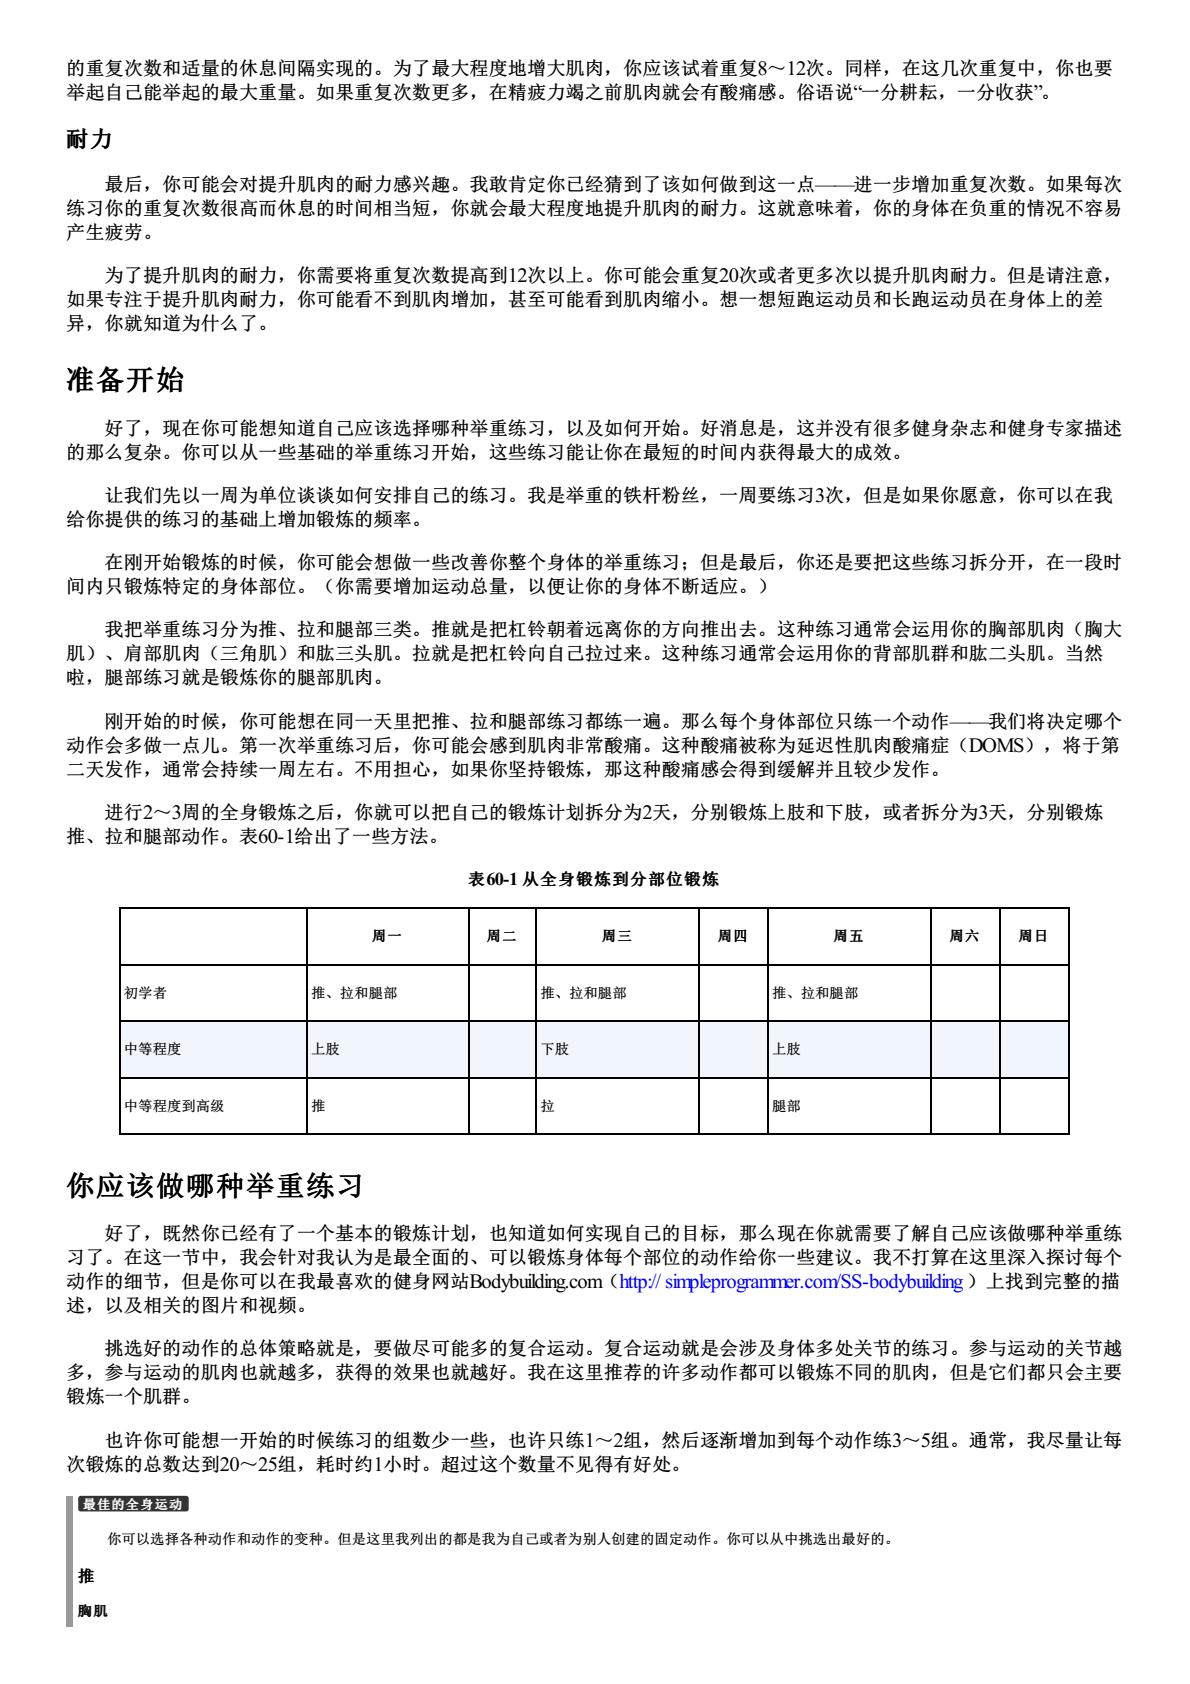 的重复次数和适量的休息间隔实现的。为了最大程度地增大肌肉，你应该试着重复8～12次。同样，在这几次重复中，你也要
举起自己能举起的最大重量。如果重复次数更多，在精疲力竭之前肌肉就会有酸痛感。俗语说“一分耕耘，一分收获”。
耐力
最后，你可能会对提升肌肉的耐力感兴趣。我敢肯定你已经猜到了该如何做到这一点——进一步增加重复次数。如果每次
练习你的重复次数很高而休息的时间相当短，你就会最大程度地提升肌肉的耐力。这就意味着，你的身体在负重的情况不容易
产生疲劳。
为了提升肌肉的耐力，你需要将重复次数提高到12次以上。你可能会重复20次或者更多次以提升肌肉耐力。但是请注意，
如果专注于提升肌肉耐力，你可能看不到肌肉增加，甚至可能看到肌肉缩小。想一想短跑运动员和长跑运动员在身体上的差
异，你就知道为什么了。
准备开始
好了，现在你可能想知道自己应该选择哪种举重练习，以及如何开始。好消息是，这并没有很多健身杂志和健身专家描述
的那么复杂。你可以从一些基础的举重练习开始，这些练习能让你在最短的时间内获得最大的成效。
让我们先以一周为单位谈谈如何安排自己的练习。我是举重的铁杆粉丝，一周要练习3次，但是如果你愿意，你可以在我
给你提供的练习的基础上增加锻炼的频率。
在刚开始锻炼的时候，你可能会想做一些改善你整个身体的举重练习；但是最后，你还是要把这些练习拆分开，在一段时
间内只锻炼特定的身体部位。（你需要增加运动总量，以便让你的身体不断适应。）
我把举重练习分为推、拉和腿部三类。推就是把杠铃朝着远离你的方向推出去。这种练习通常会运用你的胸部肌肉（胸大
肌）、肩部肌肉（三角肌）和肱三头肌。拉就是把杠铃向自己拉过来。这种练习通常会运用你的背部肌群和肱二头肌。当然
啦，腿部练习就是锻炼你的腿部肌肉。
刚开始的时候，你可能想在同一天里把推、拉和腿部练习都练一遍。那么每个身体部位只练一个动作——我们将决定哪个
动作会多做一点儿。第一次举重练习后，你可能会感到肌肉非常酸痛。这种酸痛被称为延迟性肌肉酸痛症（DOMS），将于第
二天发作，通常会持续一周左右。不用担心，如果你坚持锻炼，那这种酸痛感会得到缓解并且较少发作。
进行2～3周的全身锻炼之后，你就可以把自己的锻炼计划拆分为2天，分别锻炼上肢和下肢，或者拆分为3天，分别锻炼
推、拉和腿部动作。表60-1给出了一些方法。
表60-1 从全身锻炼到分部位锻炼
周一 周二 周三 周四 周五 周六 周日
初学者 推、拉和腿部 推、拉和腿部 推、拉和腿部
中等程度 上肢 下肢 上肢
中等程度到高级 推 拉 腿部
你应该做哪种举重练习
好了，既然你已经有了一个基本的锻炼计划，也知道如何实现自己的目标，那么现在你就需要了解自己应该做哪种举重练
习了。在这一节中，我会针对我认为是最全面的、可以锻炼身体每个部位的动作给你一些建议。我不打算在这里深入探讨每个
动作的细节，但是你可以在我最喜欢的健身网站Bodybuilding.com（http:// simpleprogrammer.com/SS-bodybuilding ）上找到完整的描
述，以及相关的图片和视频。
挑选好的动作的总体策略就是，要做尽可能多的复合运动。复合运动就是会涉及身体多处关节的练习。参与运动的关节越
多，参与运动的肌肉也就越多，获得的效果也就越好。我在这里推荐的许多动作都可以锻炼不同的肌肉，但是它们都只会主要
锻炼一个肌群。
也许你可能想一开始的时候练习的组数少一些，也许只练1～2组，然后逐渐增加到每个动作练3～5组。通常，我尽量让每
次锻炼的总数达到20～25组，耗时约1小时。超过这个数量不见得有好处。
最佳的全身运动
你可以选择各种动作和动作的变种。但是这里我列出的都是我为自己或者为别人创建的固定动作。你可以从中挑选出最好的。
推
胸肌